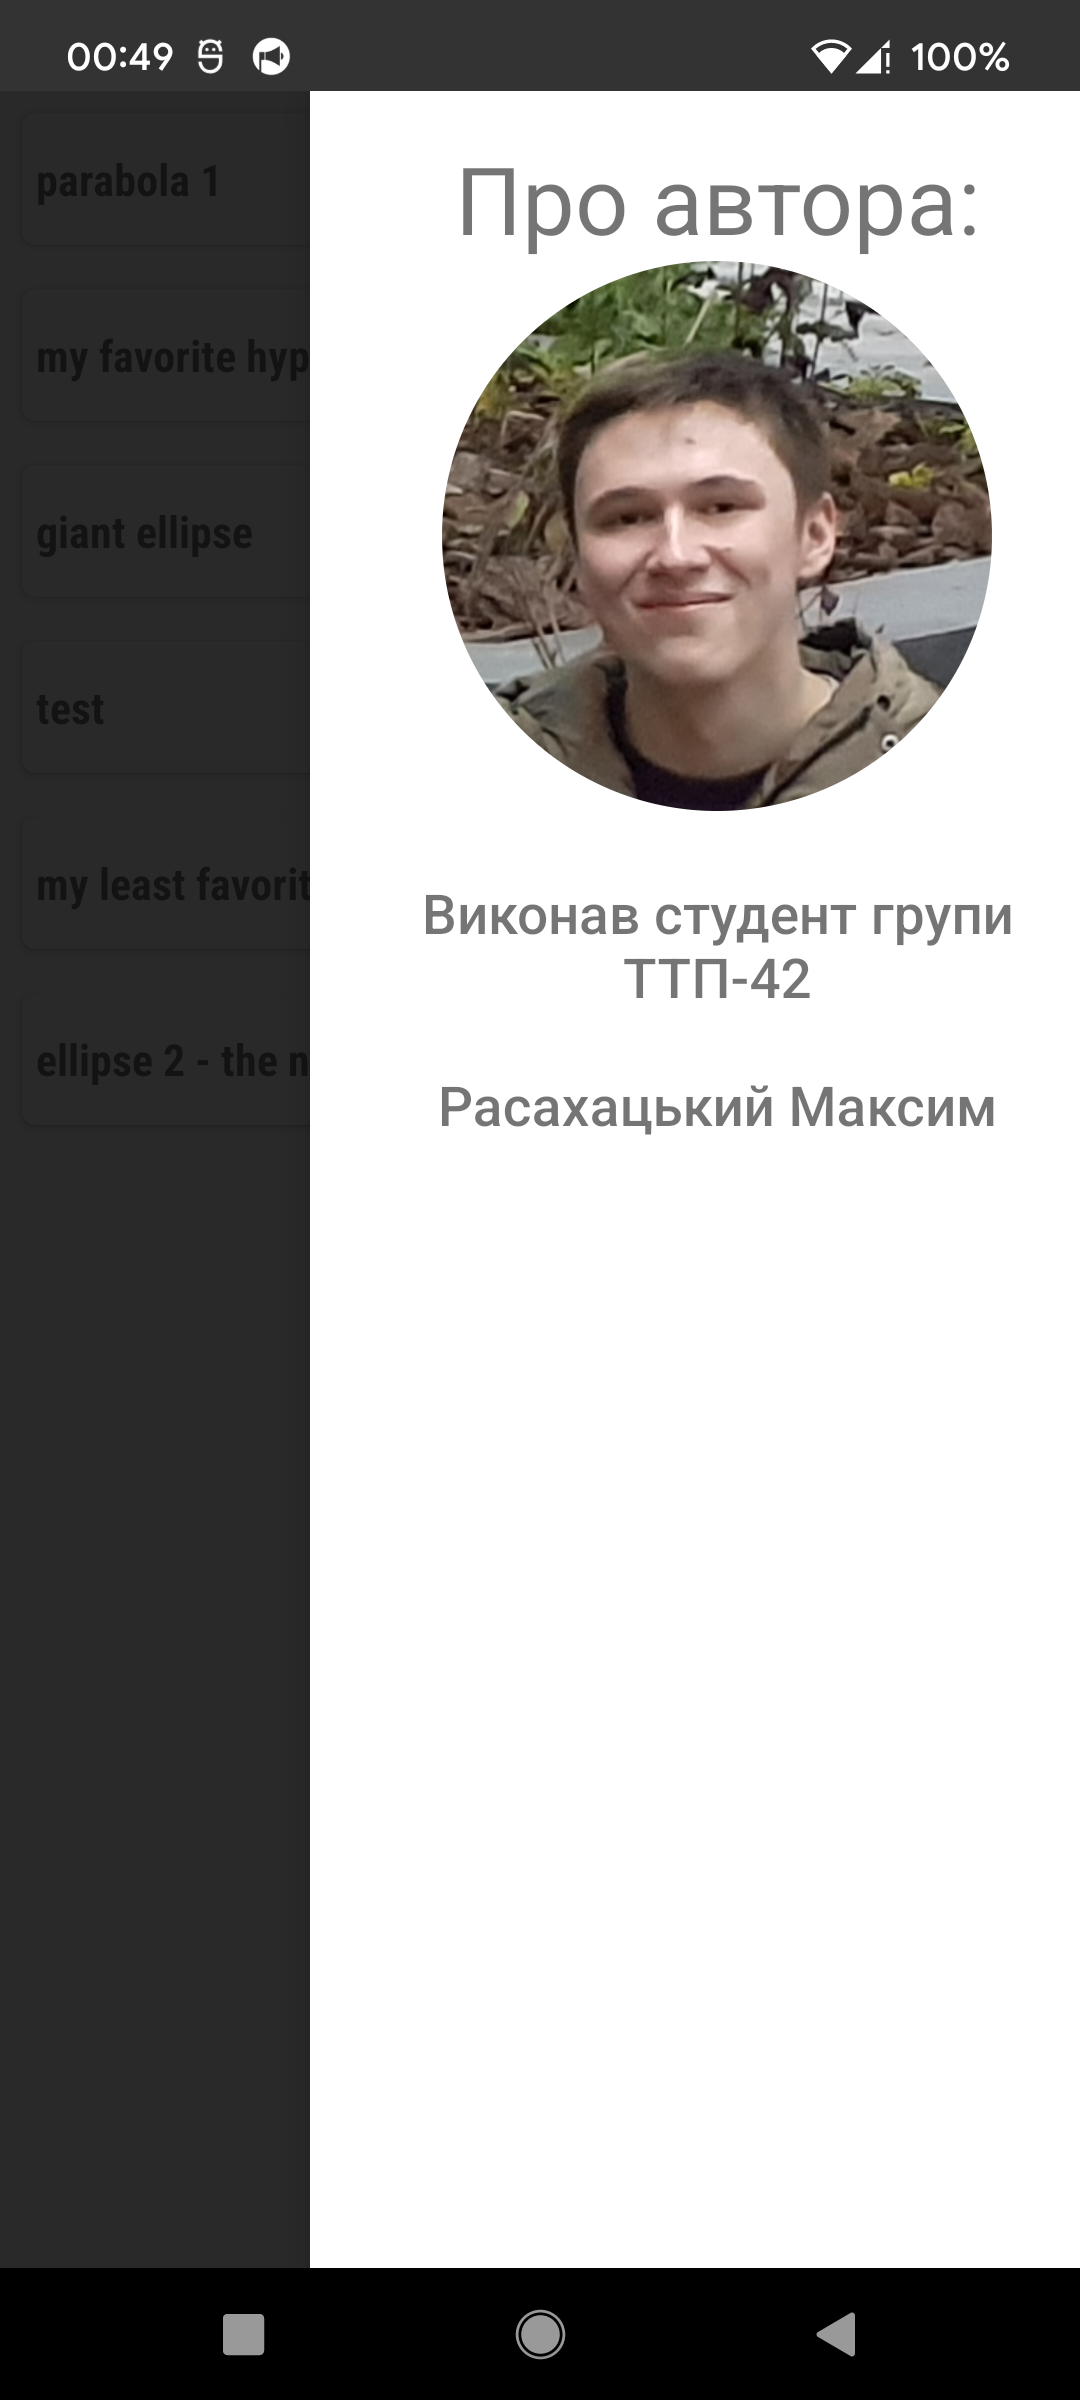 00:49
100%
parabola 1
my favorite hyp
giant ellipse
test
my least favorit
ellipse 2 - the n
Про автора:
Виконав студент групи
ТТП-42
Расахацький Максим